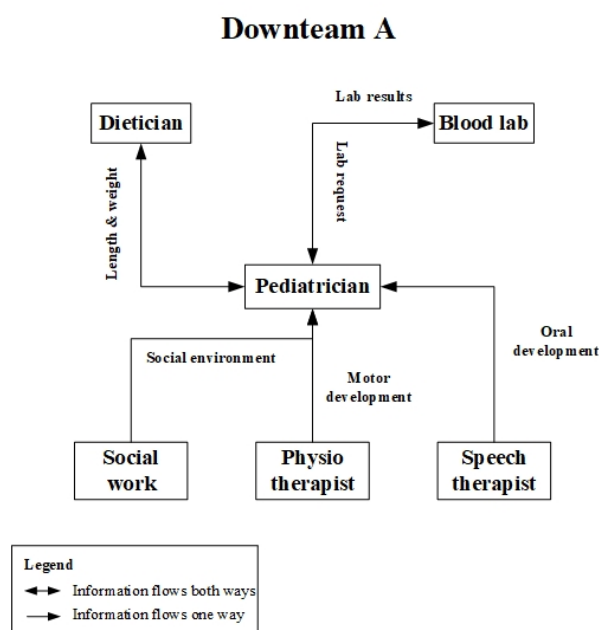 Downteam A
Lab results
Dietician
Blood lab
Lab
request
Length & weight
Pediatrician
Oral
development
Social environment
Motor
development
Social
work
Physio
therapist
Speech
therapist
Legend
Information flows both ways
Information flows one way